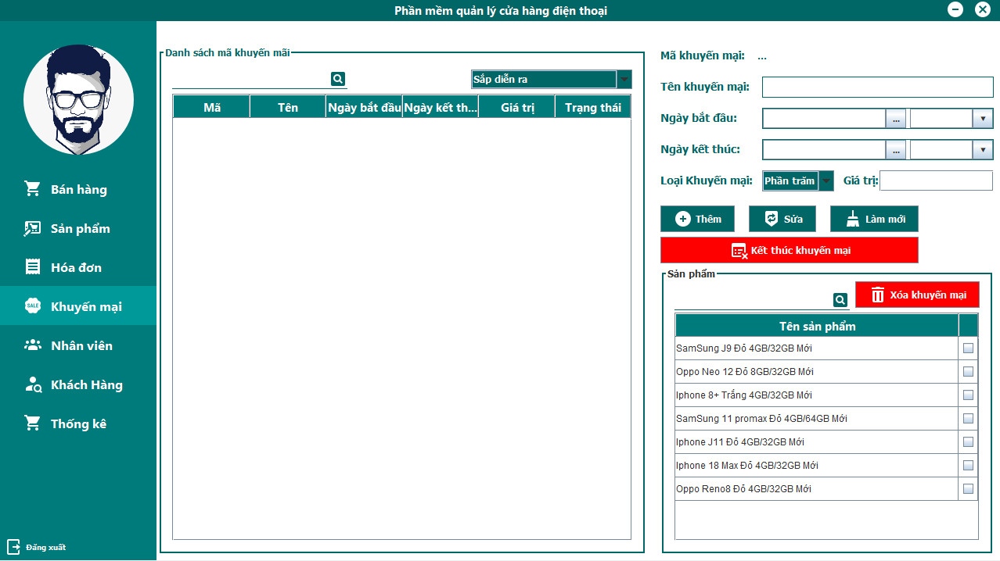 Phần mềm quản lý cửa hàng điện thoại
Bán hàng
Sản phẩm
Hóa đơn
SALE
Khuyến mại
Nhân viên
Khách Hàng
Thống kê
Đăng xuất
Danh sách mã khuyến mãi
Sắp diễn ra
Mã Tên Ngày bắt đầu Ngày kết th... Giá trị Trạng thái
Mã khuyến mại: ...
Tên khuyến mại:
Ngày bắt đầu: ...
Ngày kết thúc: ...
Loại Khuyến mại: Phần trăm Giá trị:
Thêm Sửa Làm mới
Kết thúc khuyến mại
Sản phẩm
Xóa khuyến mại
Tên sản phẩm
SamSung J9 Đỏ 4GB/32GB Mới
Oppo Neo 12 Đỏ 8GB/32GB Mới
Iphone 8+ Trắng 4GB/32GB Mới
SamSung 11 promax Đỏ 4GB/64GB Mới
Iphone J11 Đỏ 4GB/32GB Mới
Iphone 18 Max Đỏ 4GB/32GB Mới
Oppo Reno8 Đỏ 4GB/32GB Mới